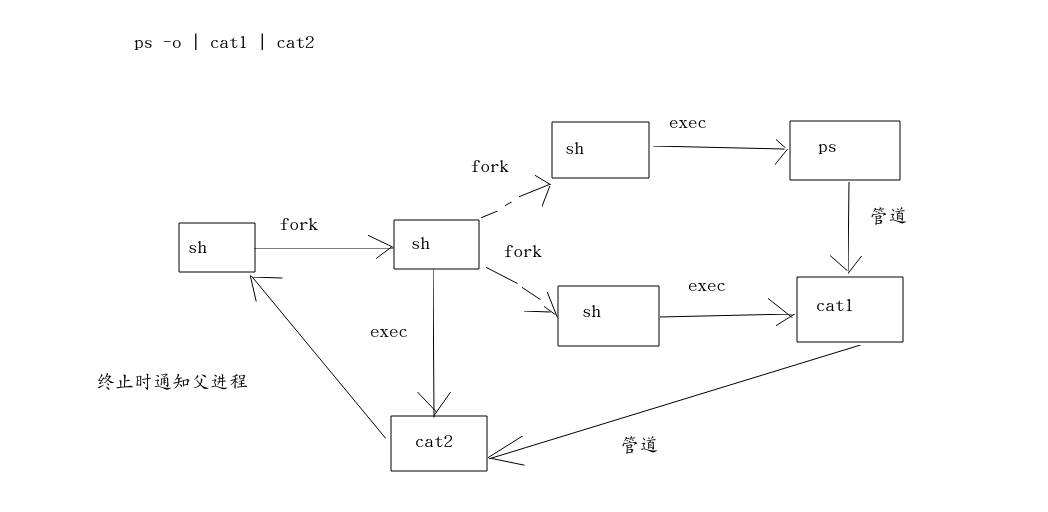 ps -o | cat1 | cat2
exec
sh
ps
fork
管道
fork
sh
sh
fork
exec
sh
cat1
exec
终止时通知父进程
cat2
管道